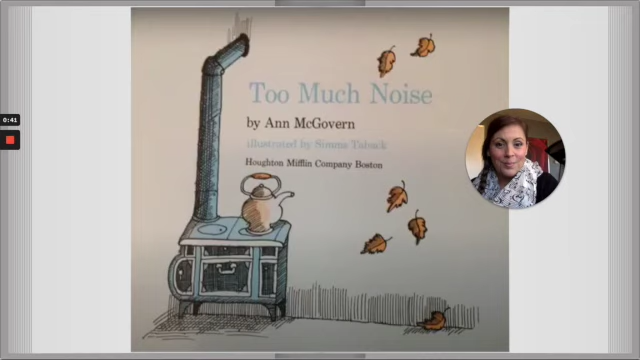 Too Much Noise
by Ann McGovern
illustrated by Simms Taback
Houghton Mifflin Company Boston
0:41